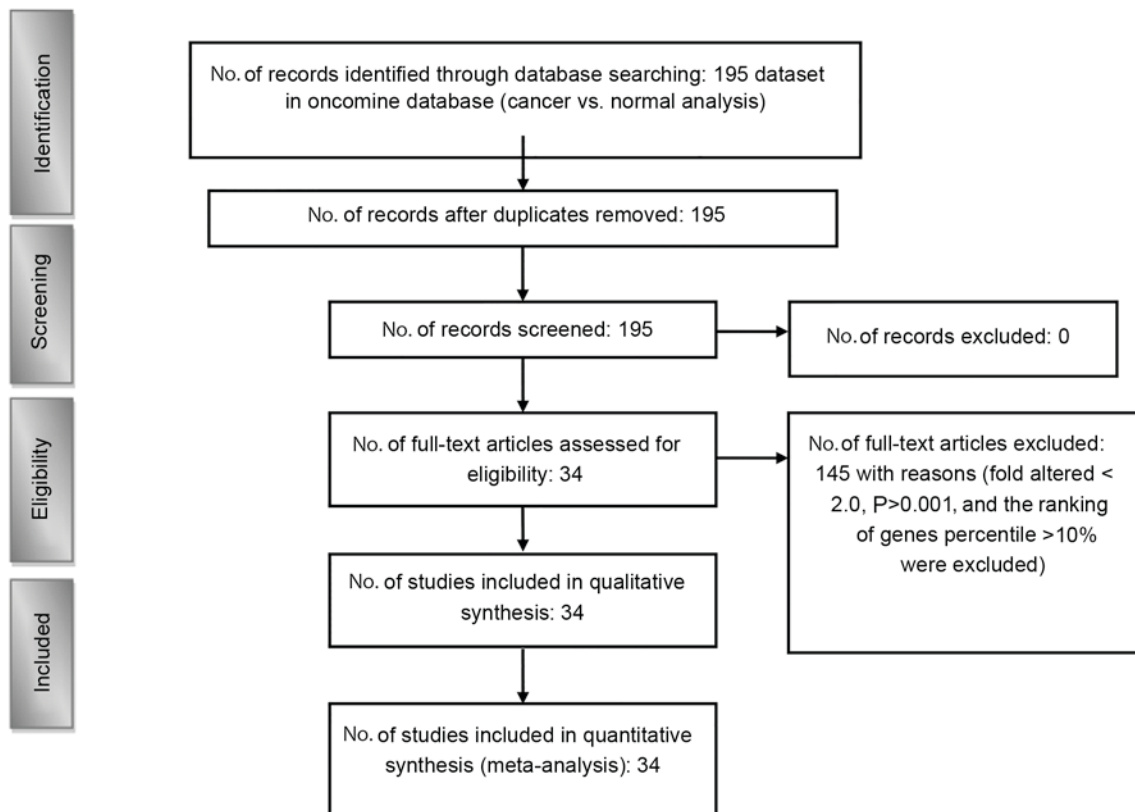 Identification
No. of records identified through database searching: 195 dataset
in oncomine database (cancer vs. normal analysis)
No. of records after duplicates removed: 195
Screening
No. of records screened: 195
No. of records excluded: 0
Eligibility
No. of full-text articles assessed for
eligibility: 34
No. of full-text articles excluded:
145 with reasons (fold altered <
2.0, P>0.001, and the ranking
of genes percentile >10%
were excluded)
No. of studies included in qualitative
synthesis: 34
Included
No. of studies included in quantitative
synthesis (meta-analysis): 34